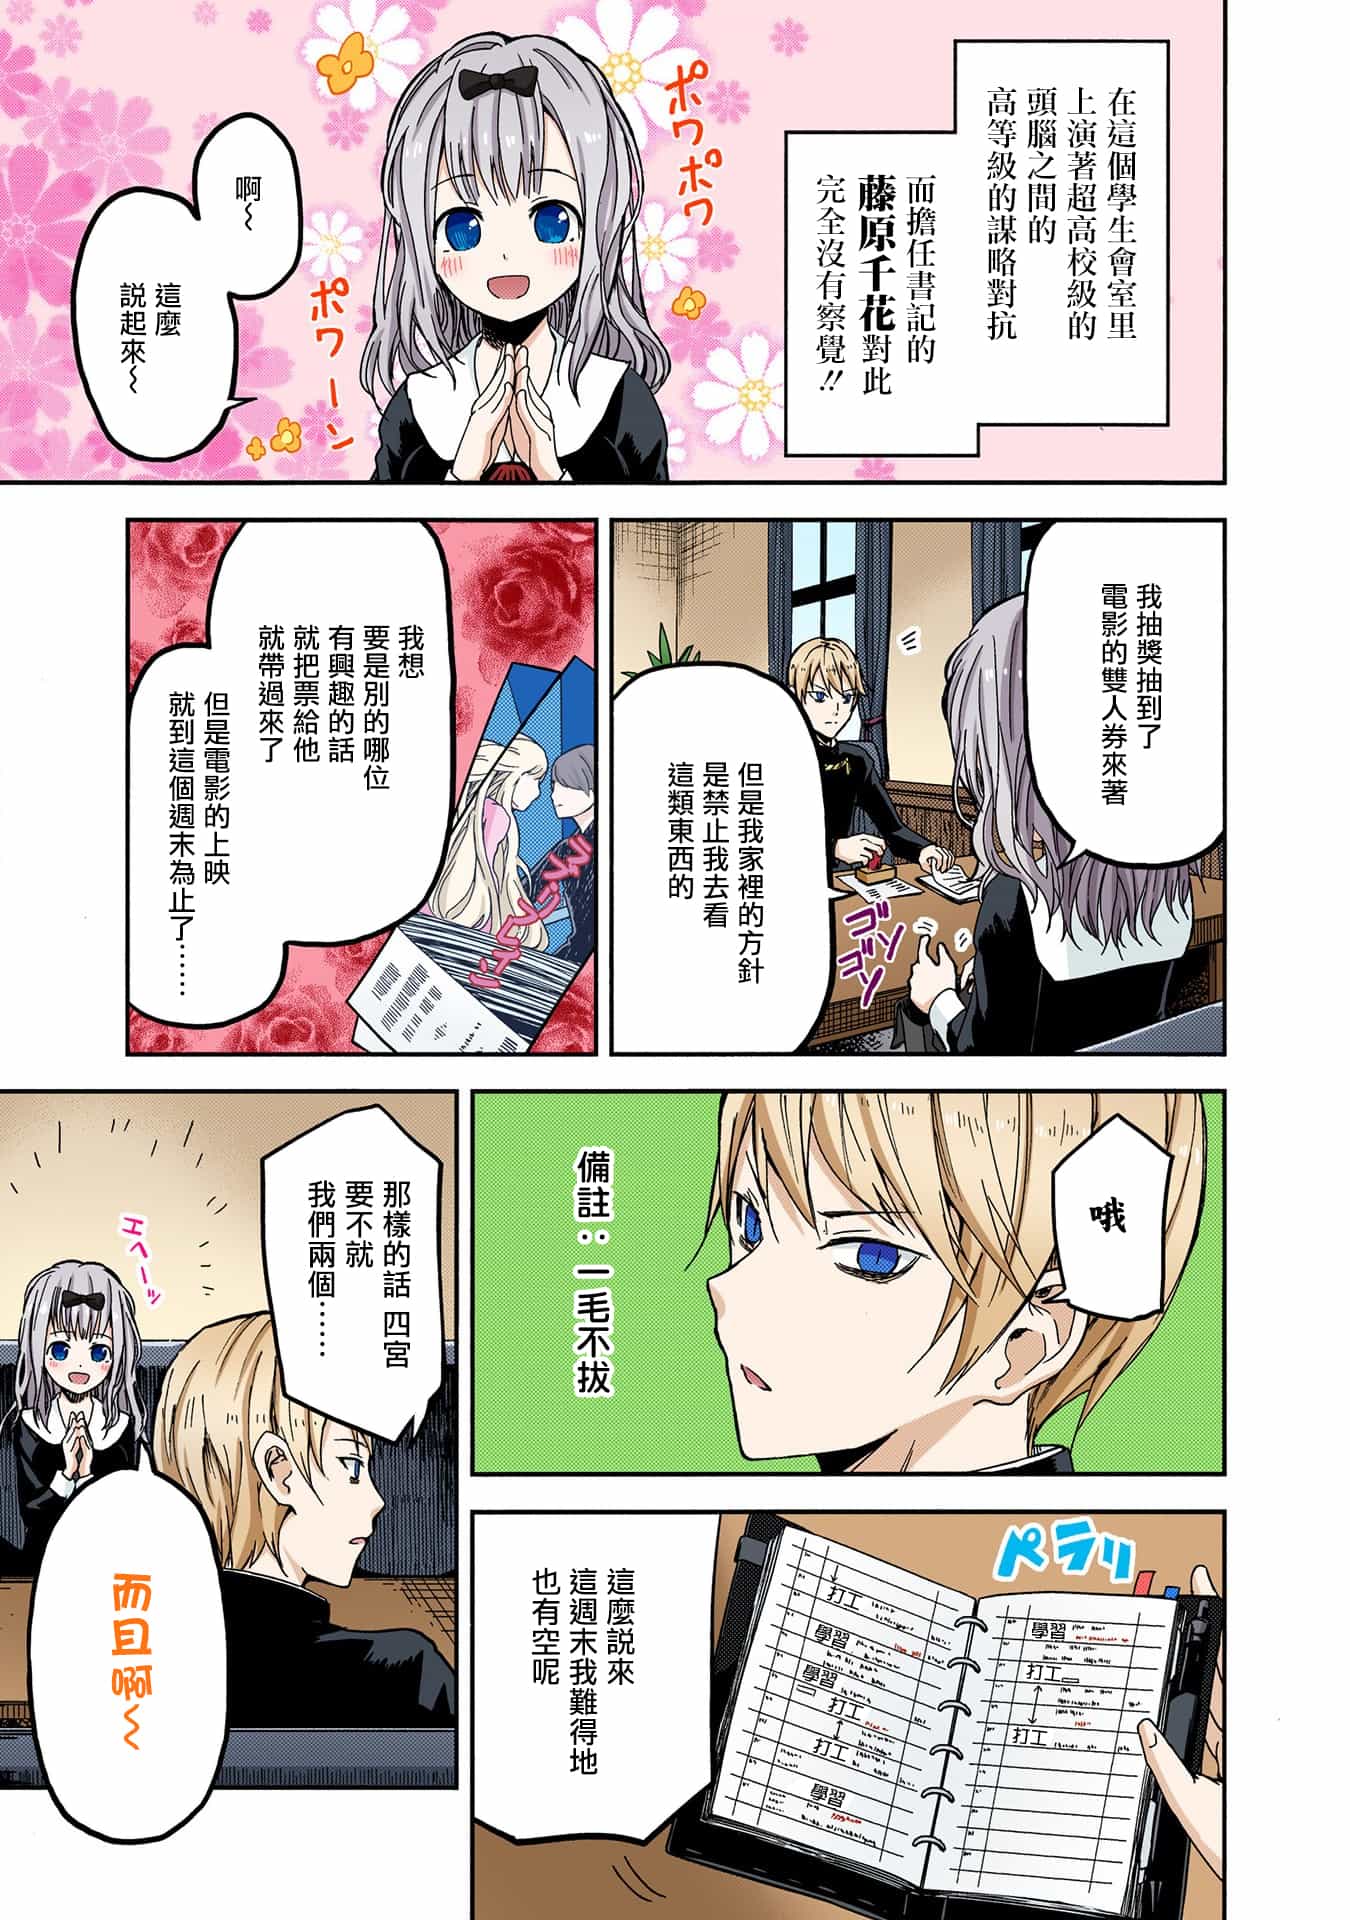 在這個學生會室里
上演著超高校級的
頭腦之間的
高等級的謀略對抗
而擔任書記的
藤原千花對此
完全沒有察覺!!
ポワポワ
ポワーン
啊～
這麼
説起來～
我抽獎抽到了
電影的雙人券來著
但是我家裡的方針
是禁止我去看
這類東西的
ゴソ
ゴソ
我想
要是別的哪位
有興趣的話
就把票給他
就帶過來了
但是電影的上映
就到這個週末為止了……
哦
備註：一毛不拔
ペラリ
打工
學習
學習
打工
打工
學習
學習
打工
打工
這麼説來
這週末我難得地
也有空呢
那樣的話 四宮
要不就
我們兩個……
エヘーッ
而且啊～